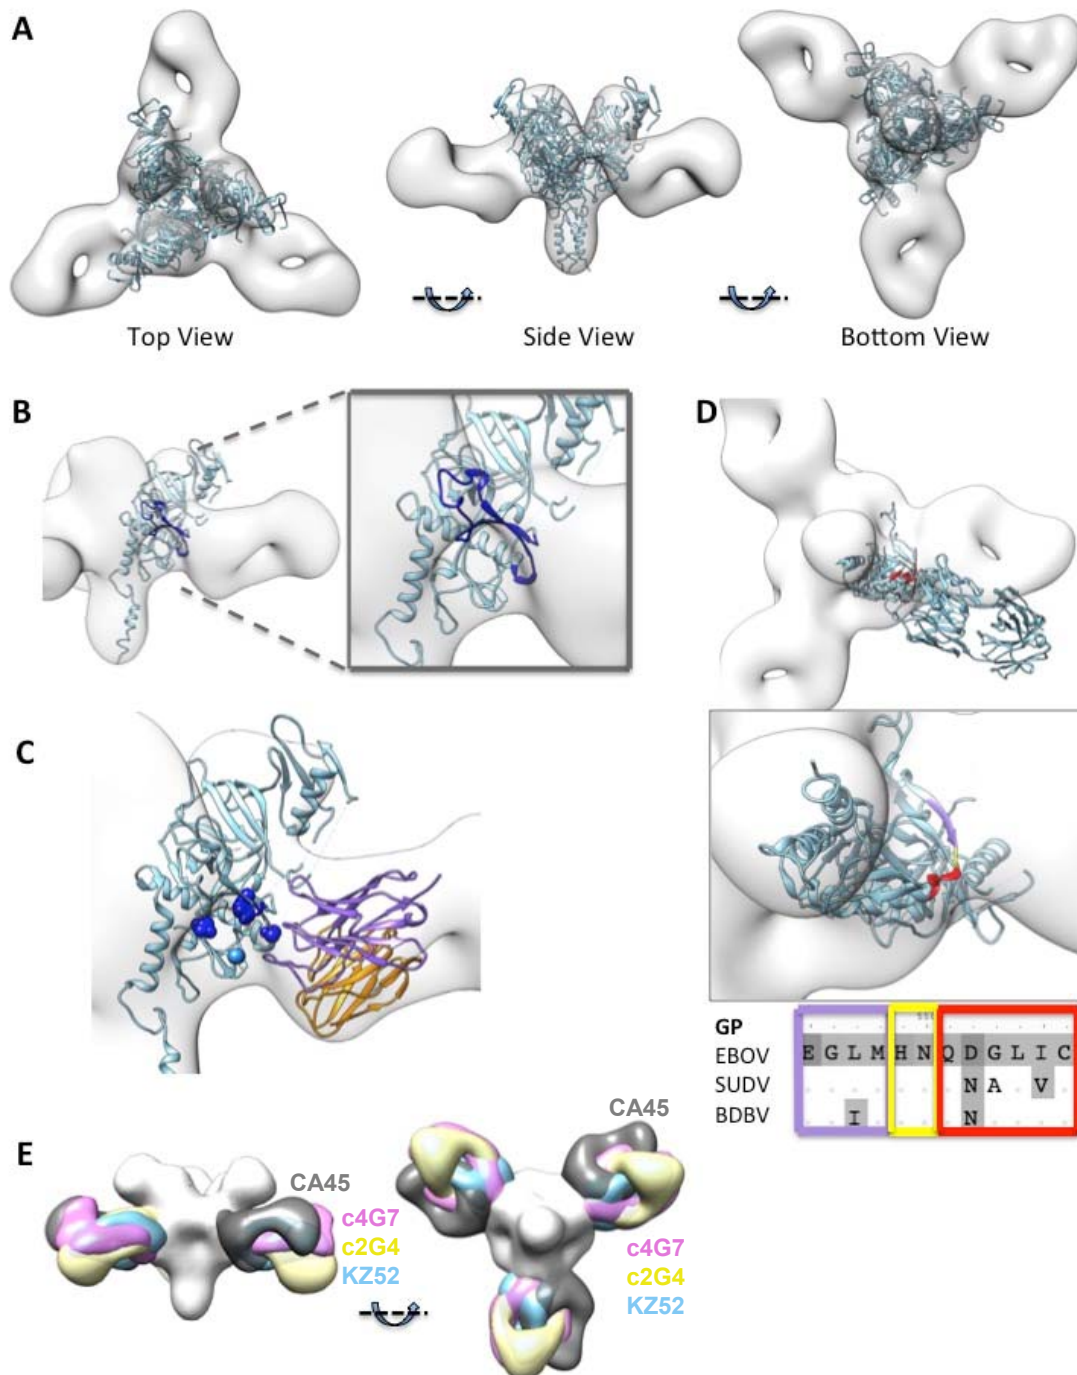 A
Top View
Side View
Bottom View
B
D
C
GP
EBOV E G L M H N Q D G L I C
SUDV . . . . . . . N A . V .
BDBV . . I . . . . N . . . .
E
CA45
c4G7
c2G4
KZ52
CA45
c4G7
c2G4
KZ52